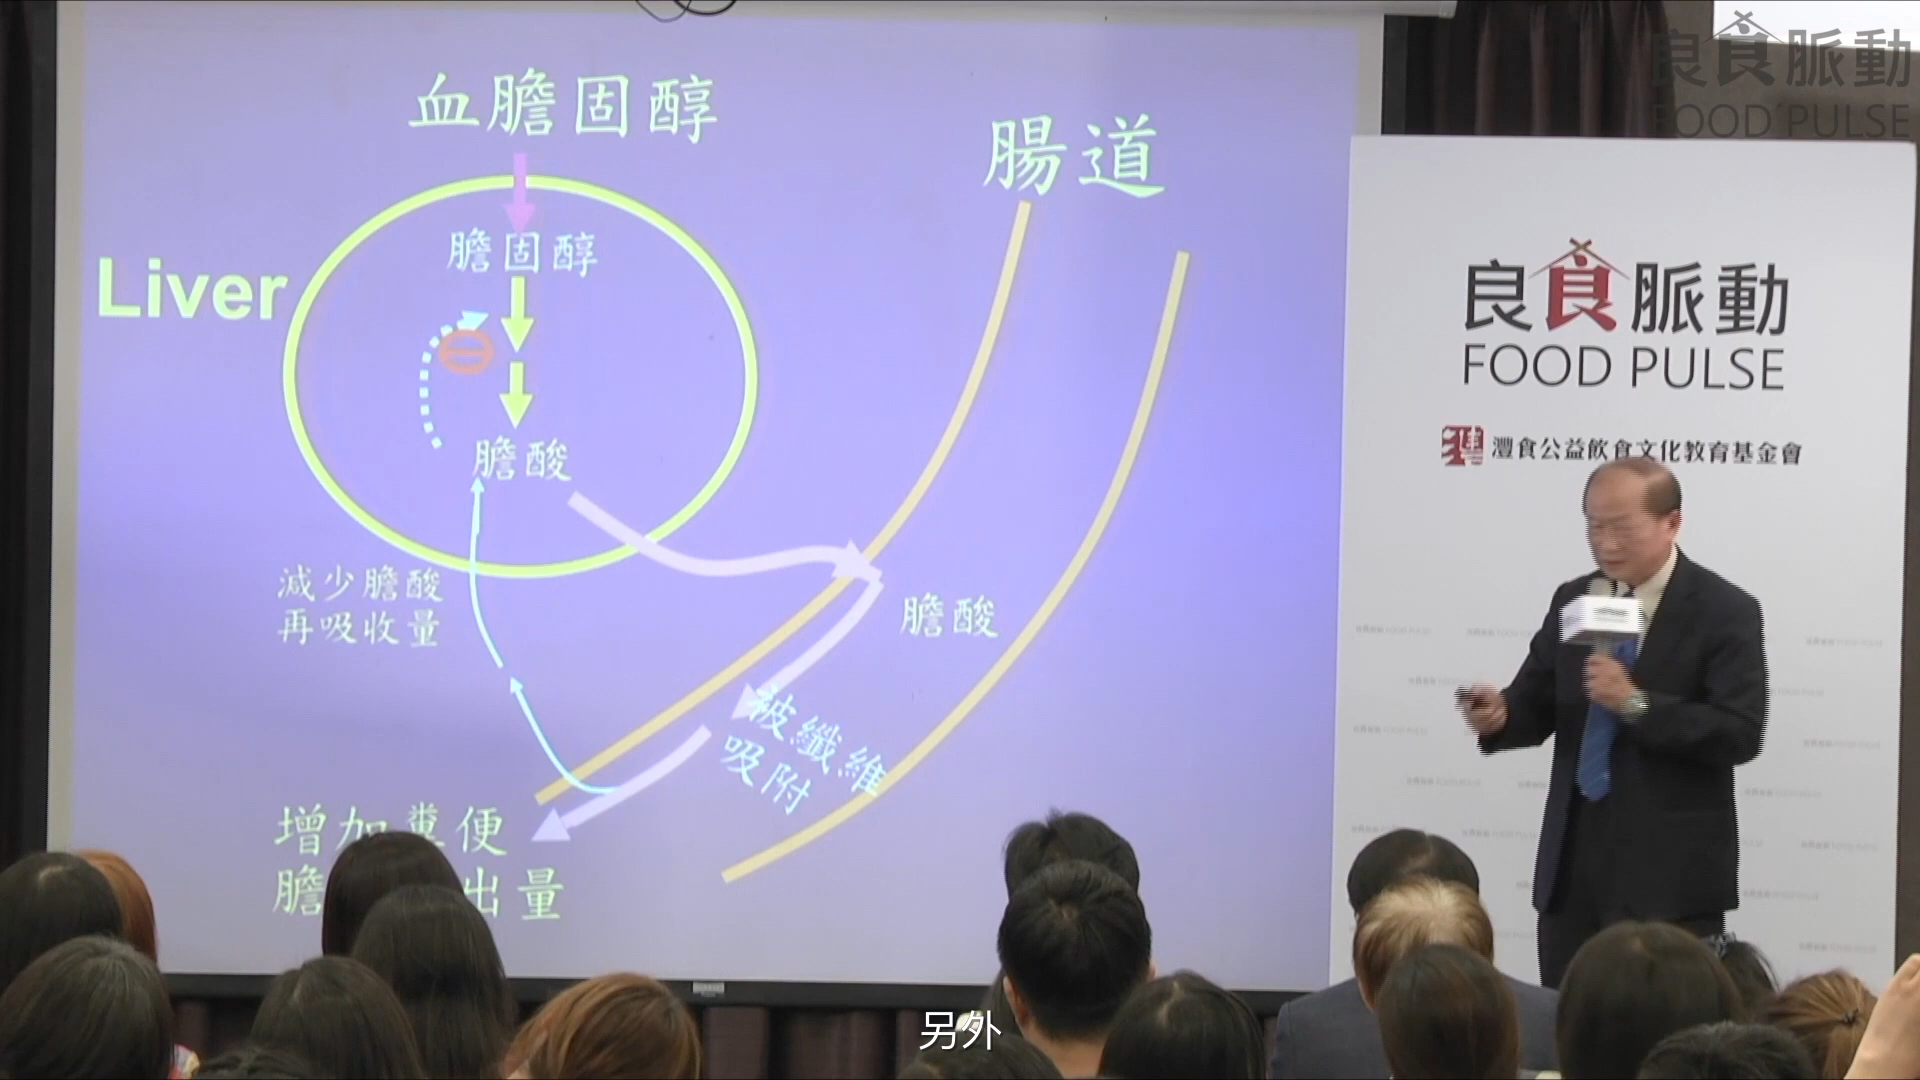 血膽固醇
腸道
Liver
膽固醇
膽酸
減少膽酸
再吸收量
膽酸
被纖維
吸附
增加糞便
膽
出量
良食脈動
FOOD PULSE
良食脈動
FOOD PULSE
灃食公益飲食文化教育基金會
另外